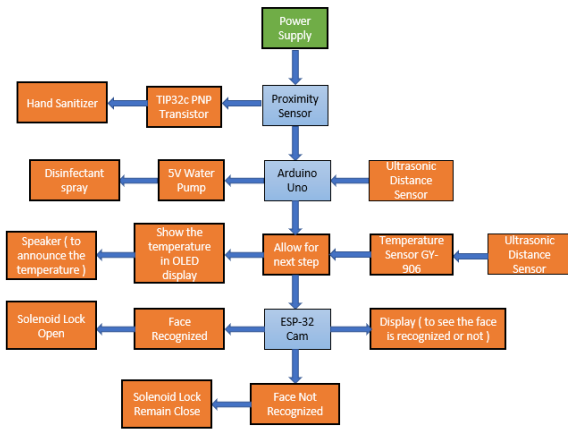 Power
Supply
Hand Sanitizer
TIP32c PNP
Transistor
Proximity
Sensor
Disinfectant
spray
5V Water
Pump
Arduino
Uno
Ultrasonic
Distance
Sensor
Speaker ( to
announce the
temperature )
Show the
temperature
in OLED
display
Allow for
next step
Temperature
Sensor GY-
906
Ultrasonic
Distance
Sensor
Solenoid Lock
Open
Face
Recognized
ESP-32
Cam
Display ( to see the face
is recognized or not )
Solenoid Lock
Remain Close
Face Not
Recognized